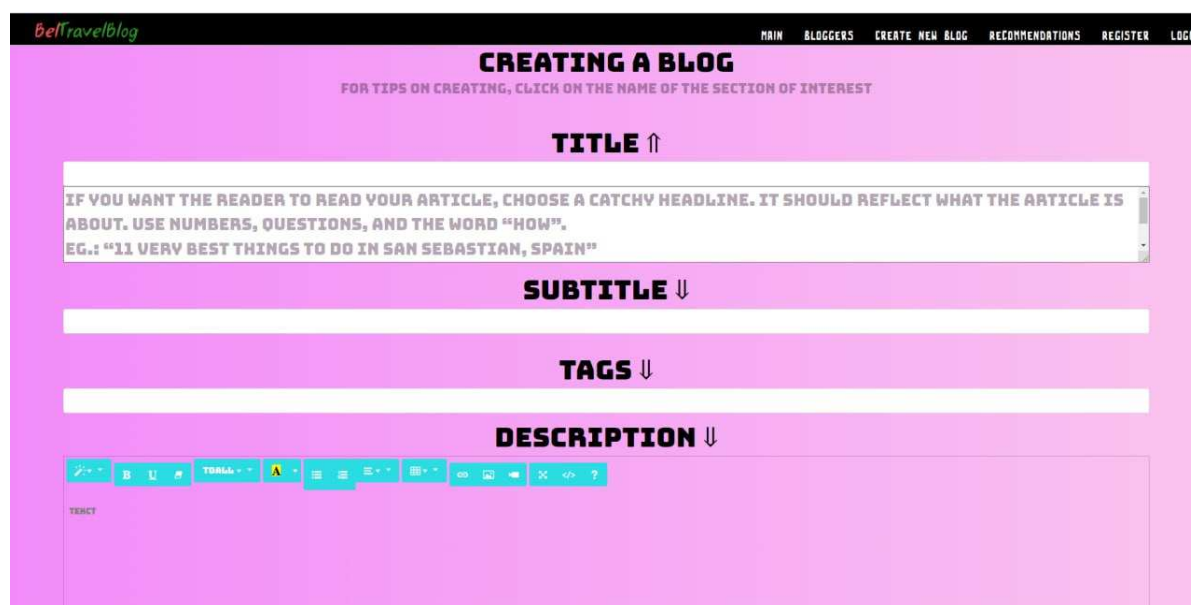 BelTravelBlog
MAIN BLOGGERS CREATE NEW BLOG RECOMMENDATIONS REGISTER LOGI
CREATING A BLOG
FOR TIPS ON CREATING, CLICK ON THE NAME OF THE SECTION OF INTEREST
TITLE ⇑
IF YOU WANT THE READER TO READ YOUR ARTICLE, CHOOSE A CATCHY HEADLINE. IT SHOULD REFLECT WHAT THE ARTICLE IS
ABOUT. USE NUMBERS, QUESTIONS, AND THE WORD “HOW”.
EG.: “11 VERY BEST THINGS TO DO IN SAN SEBASTIAN, SPAIN”
SUBTITLE ⇓
TAGS ⇓
DESCRIPTION ⇓
B U A </> ?
ТЕКСТ